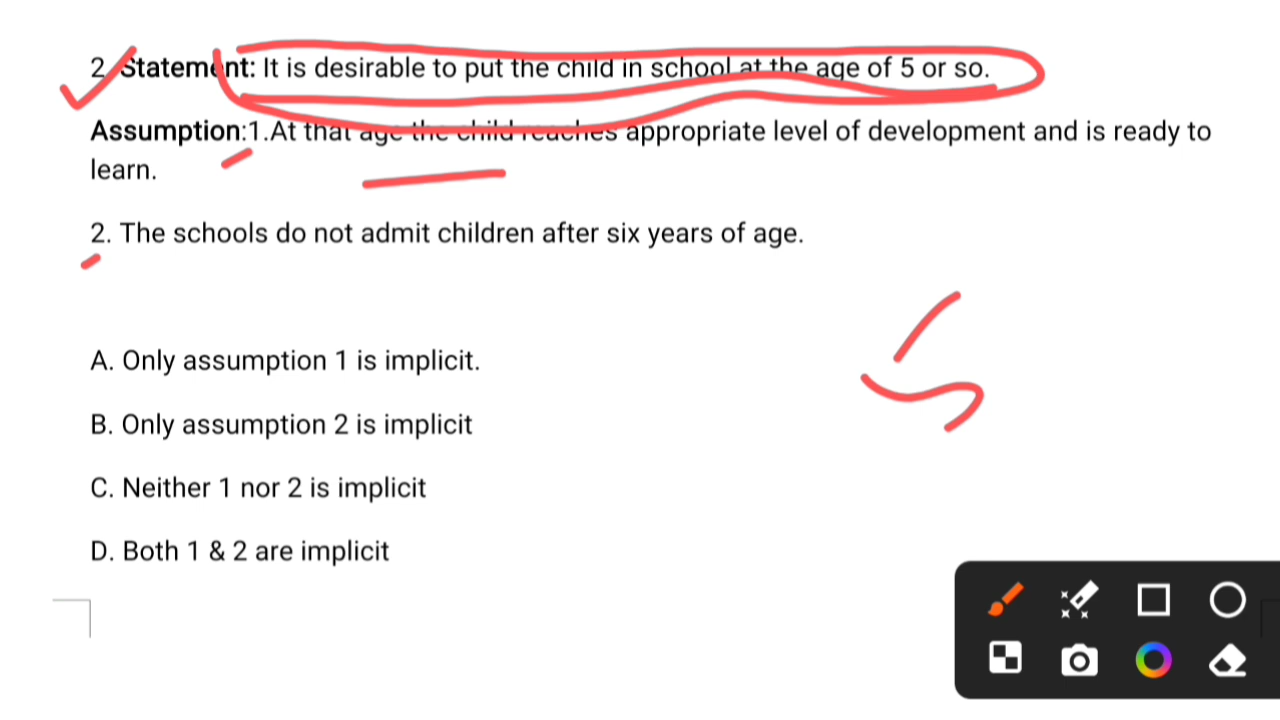 2. Statement: It is desirable to put the child in school at the age of 5 or so.
Assumption:1.At that age the child reaches appropriate level of development and is ready to
learn.
2. The schools do not admit children after six years of age.
A. Only assumption 1 is implicit.
B. Only assumption 2 is implicit
C. Neither 1 nor 2 is implicit
D. Both 1 & 2 are implicit